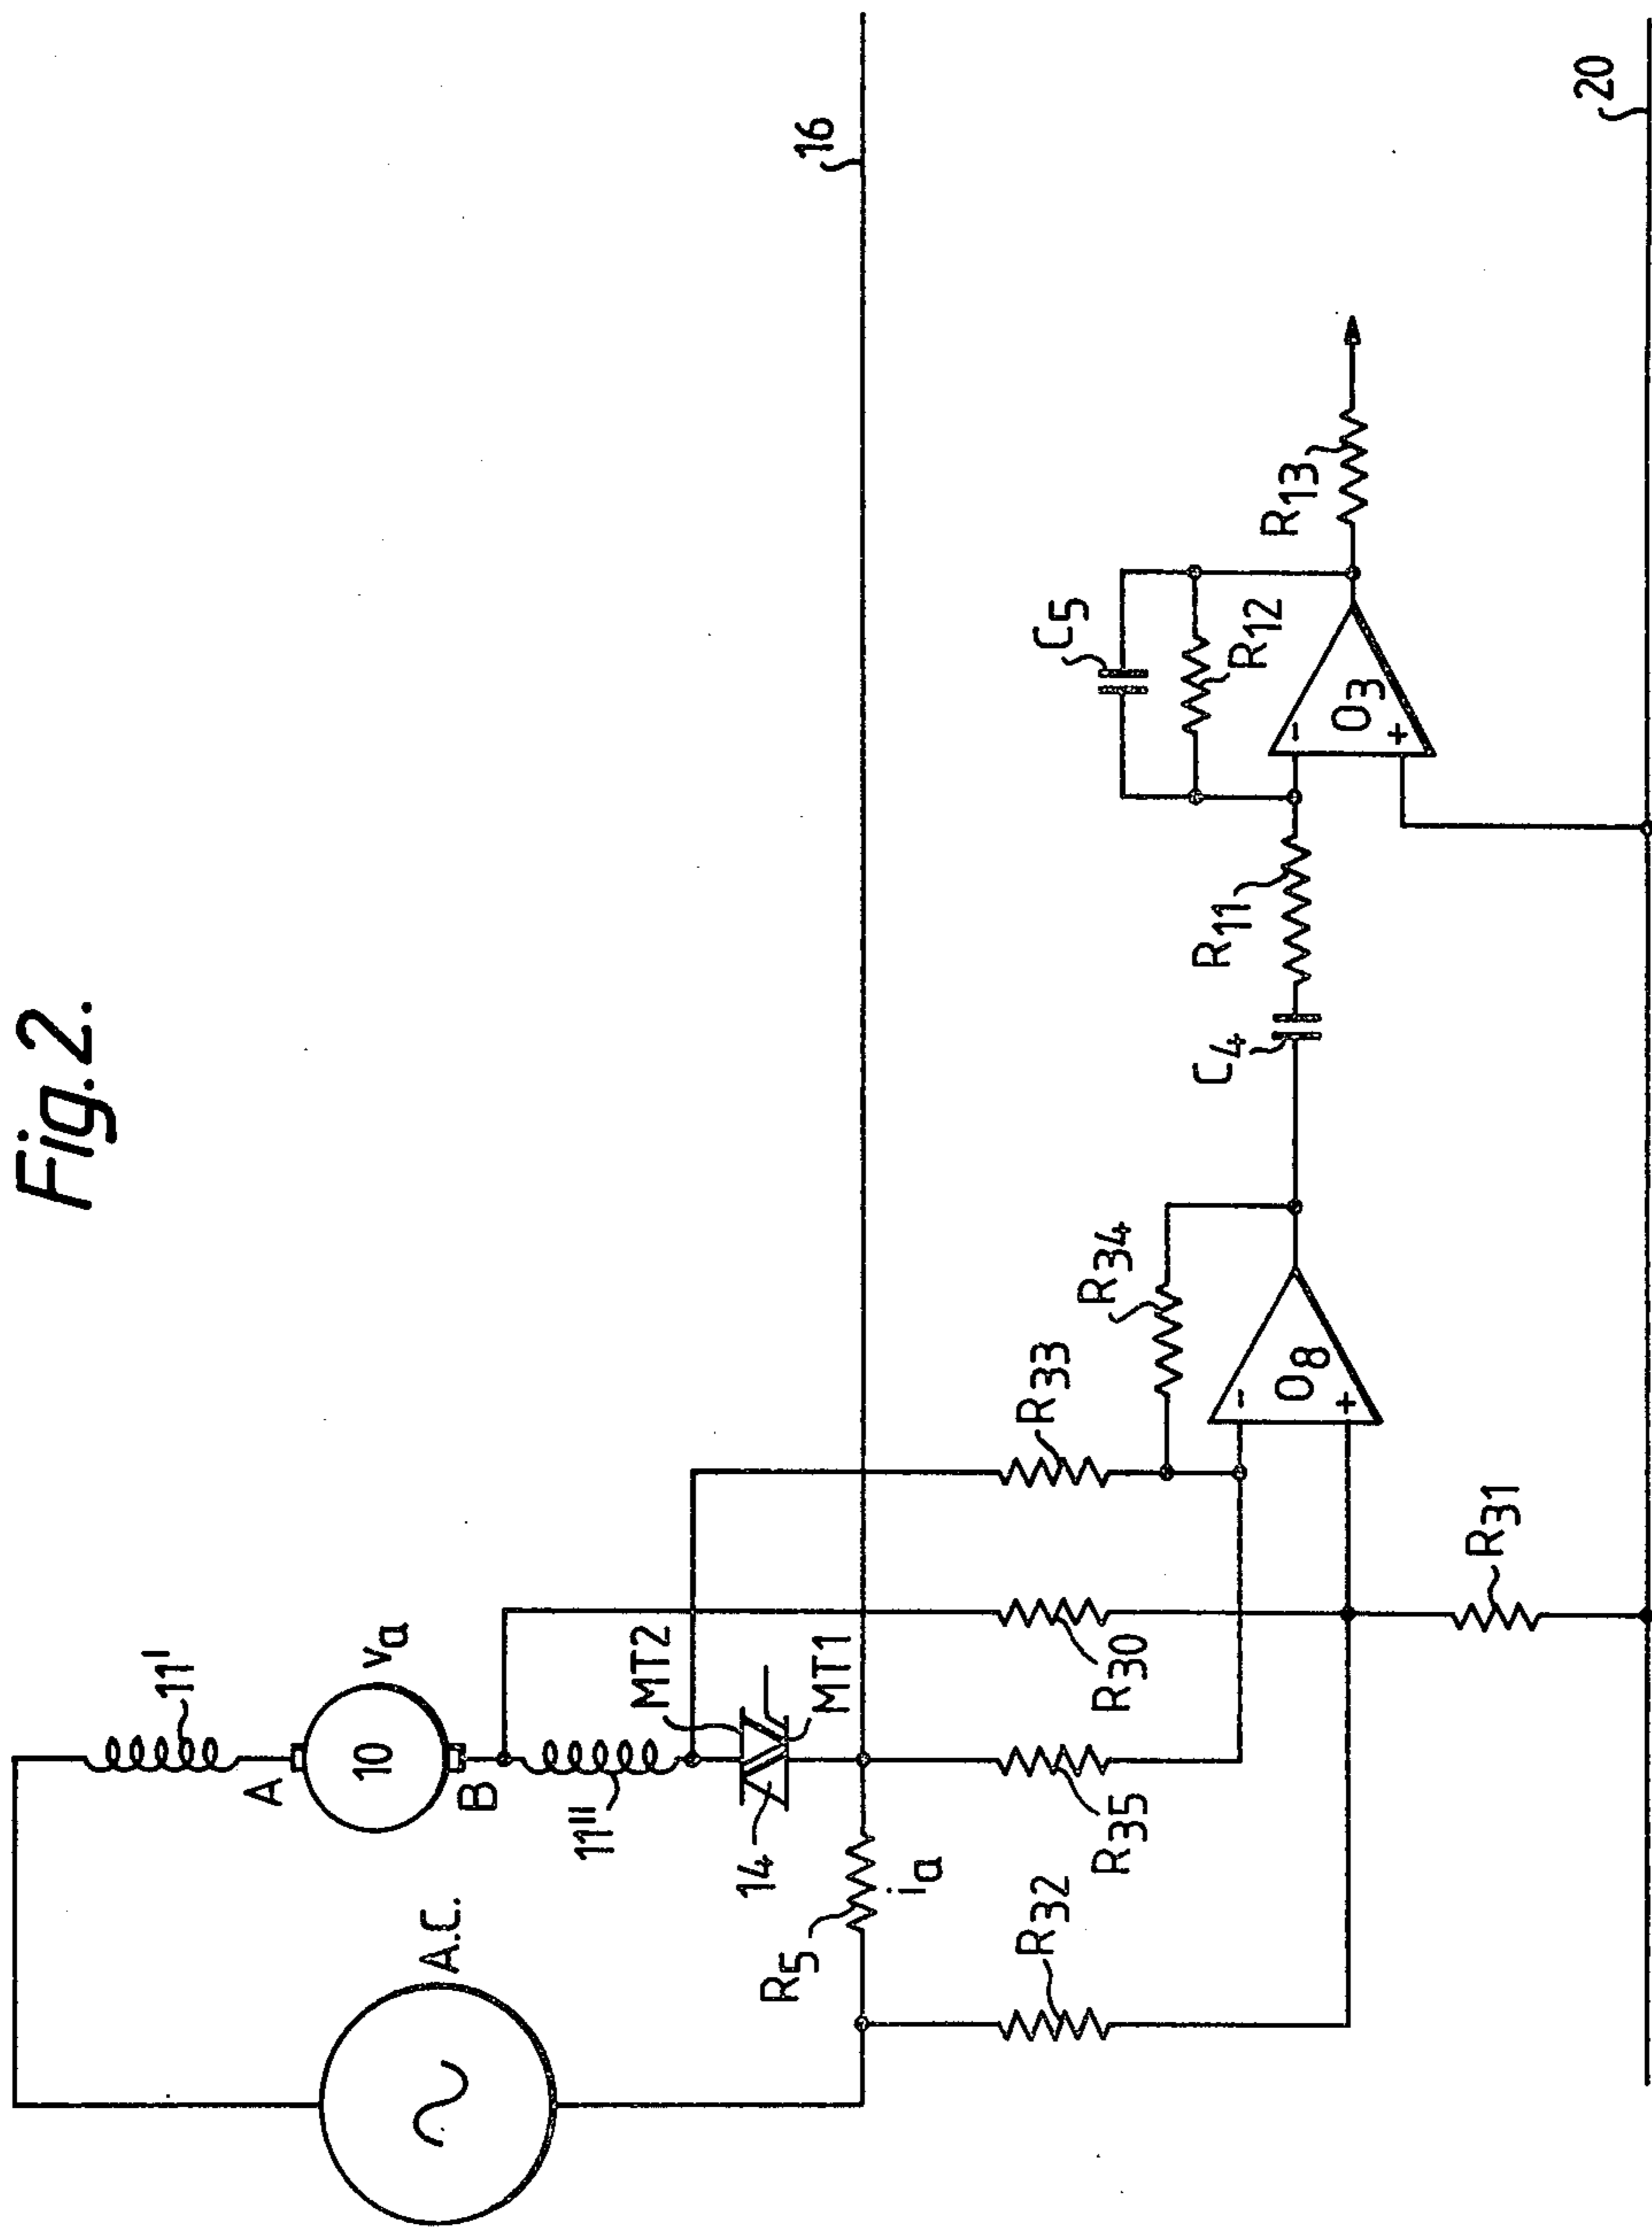 Fig.2.
A.C.
11'
A
10
va
B
11"
MT2
14
MT1
R5
ia
16
R32
R35
R30
R33
R34
O8
-
+
R31
C4
R11
C5
R12
O3
-
+
R13
20